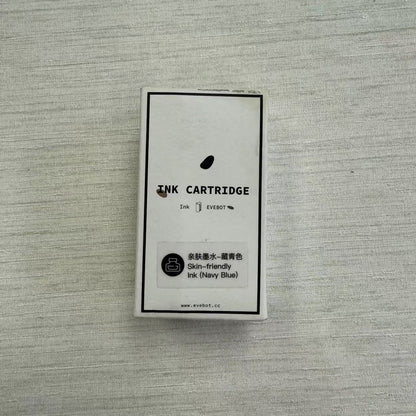 INK CARTRIDGE
Ink EVEBOT
亲肤墨水-藏青色
Skin-friendly
Ink (Navy Blue)
www.evebot.cc